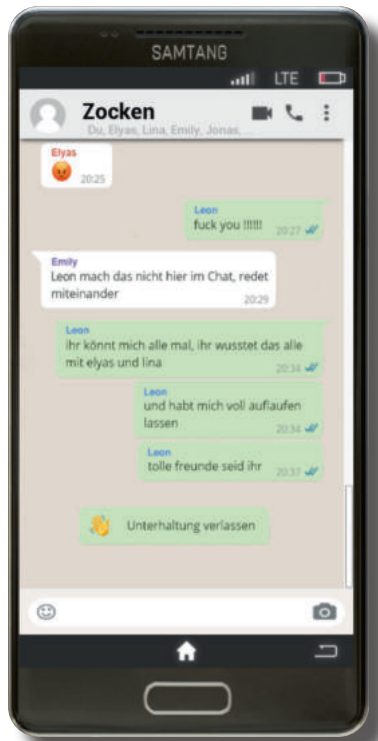 SAMTANG
LTE
Zocken
Du, Elyas, Lina, Emily, Jonas, ...
Elyas
20:25
Leon
fuck you !!!!!!
20:27
Emily
Leon mach das nicht hier im Chat, redet
miteinander
20:29
Leon
ihr könnt mich alle mal, ihr wusstet das alle
mit elyas und lina
20:34
Leon
und habt mich voll auflaufen
lassen
20:34
Leon
tolle freunde seid ihr
20:37
Unterhaltung verlassen